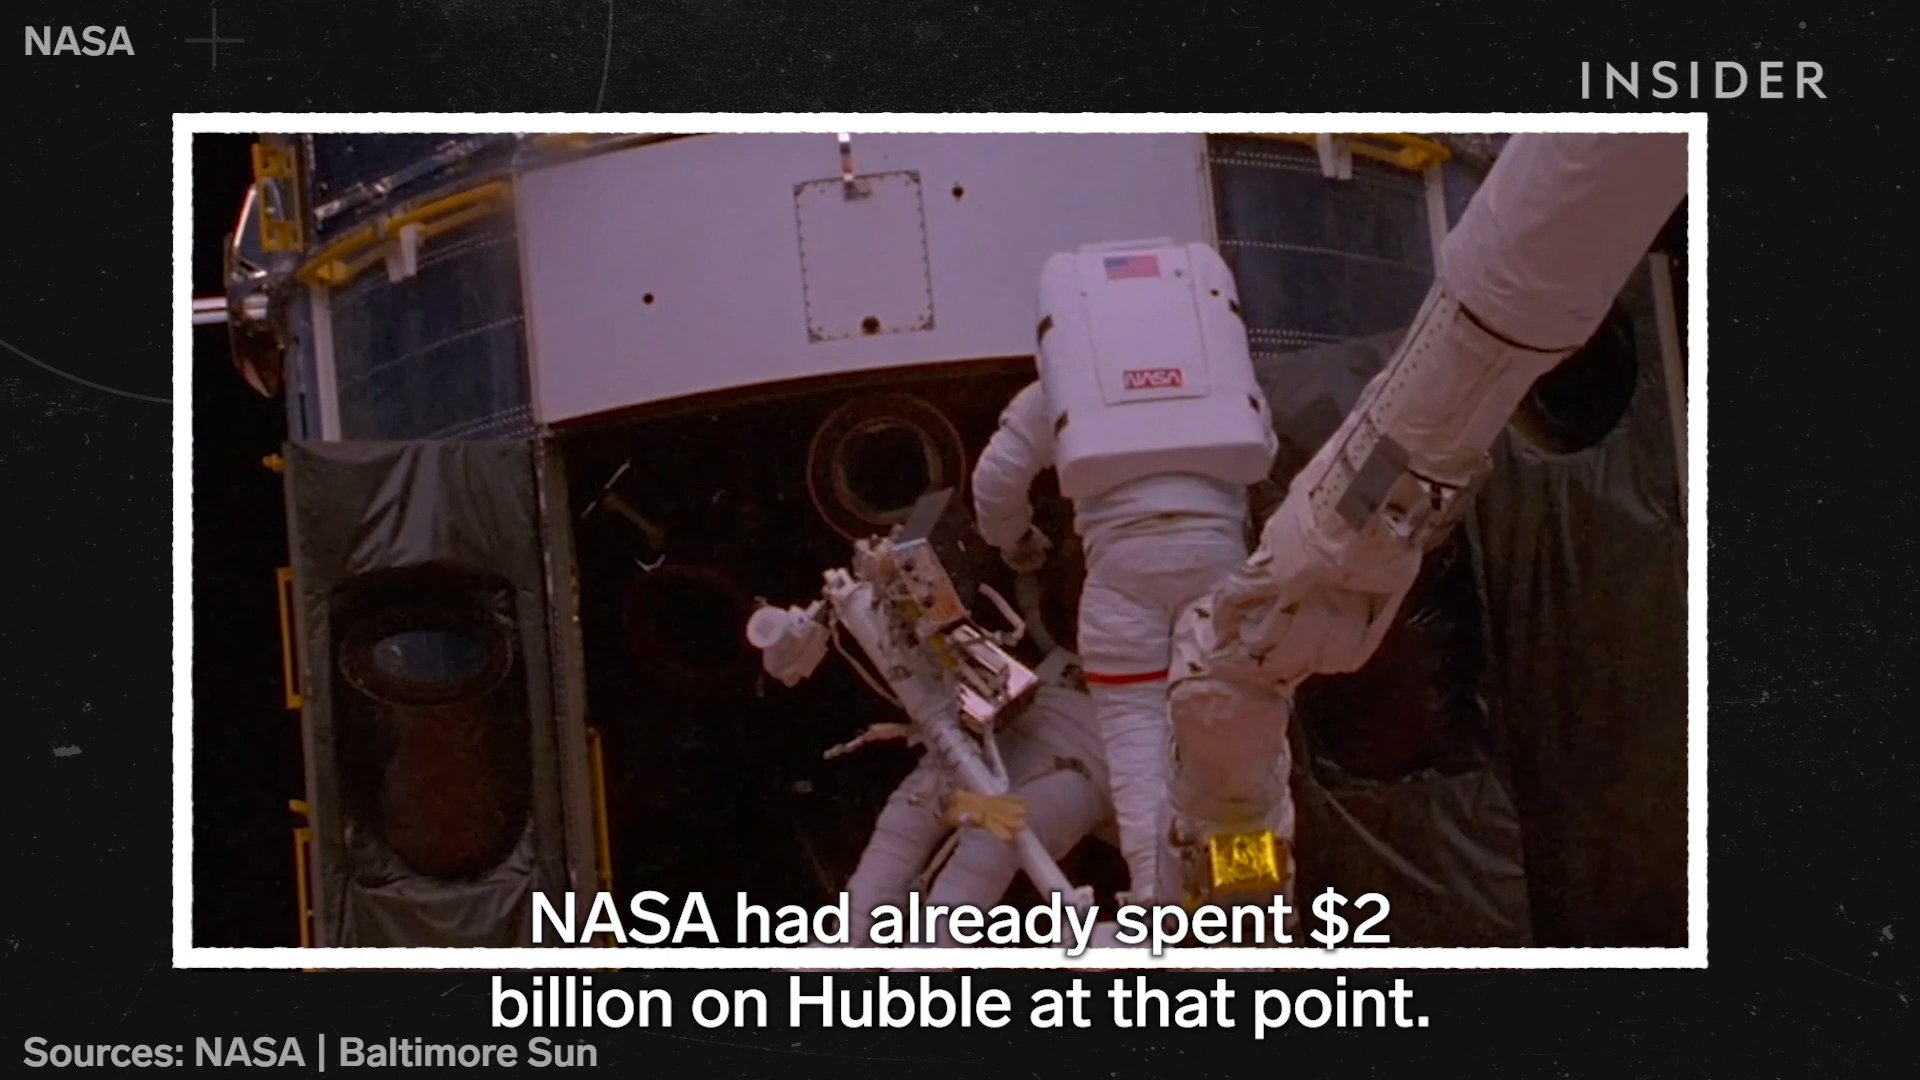 NASA
INSIDER
NASA
NASA had already spent $2
billion on Hubble at that point.
Sources: NASA | Baltimore Sun